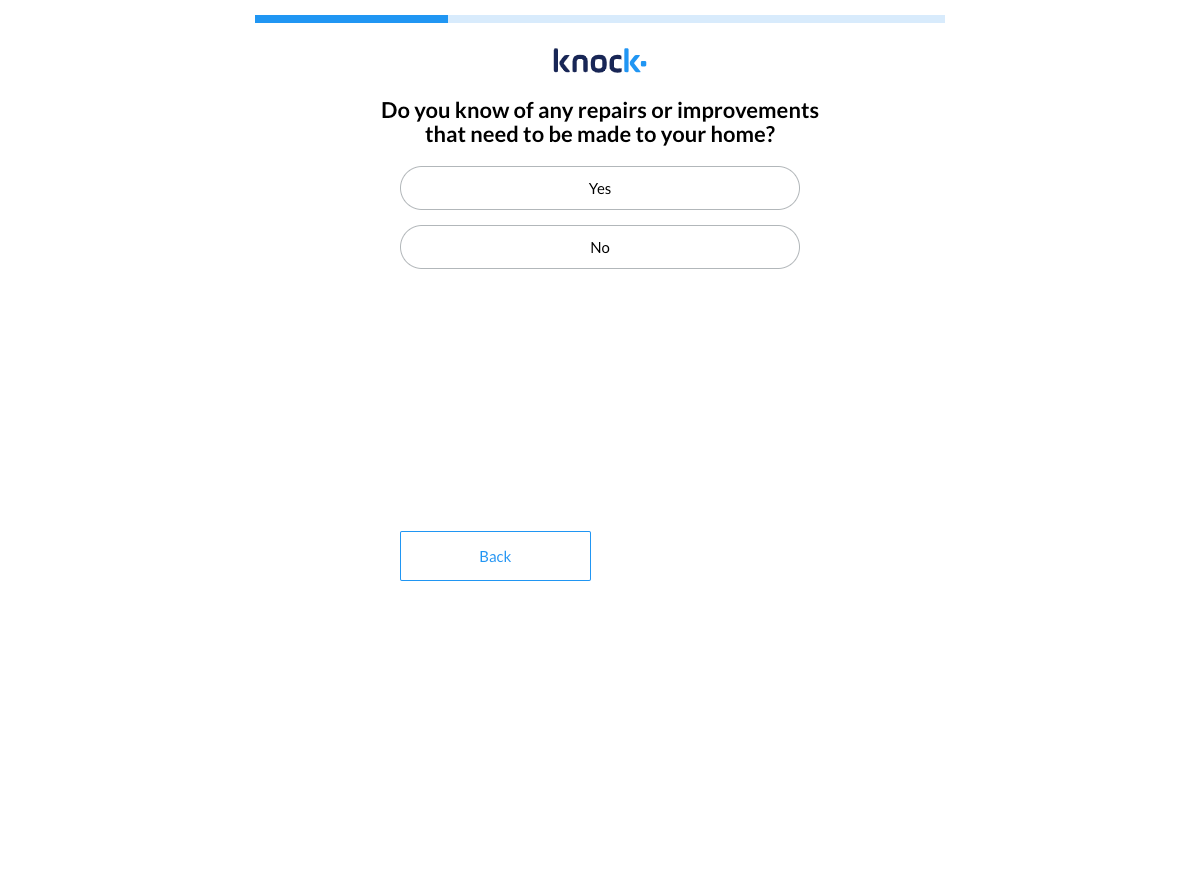 knock
Do you know of any repairs or improvements
that need to be made to your home?
Yes
No
Back